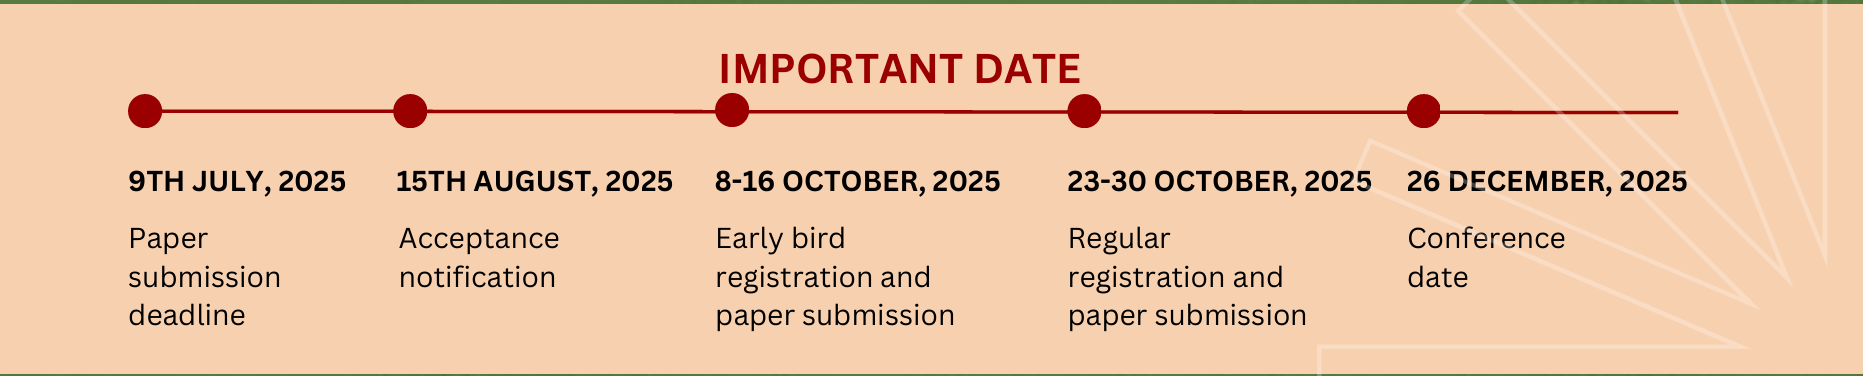 IMPORTANT DATE
9TH JULY, 2025
Paper
submission
deadline
15TH AUGUST, 2025
Acceptance
notification
8-16 OCTOBER, 2025
Early bird
registration and
paper submission
23-30 OCTOBER, 2025
Regular
registration and
paper submission
26 DECEMBER, 2025
Conference
date